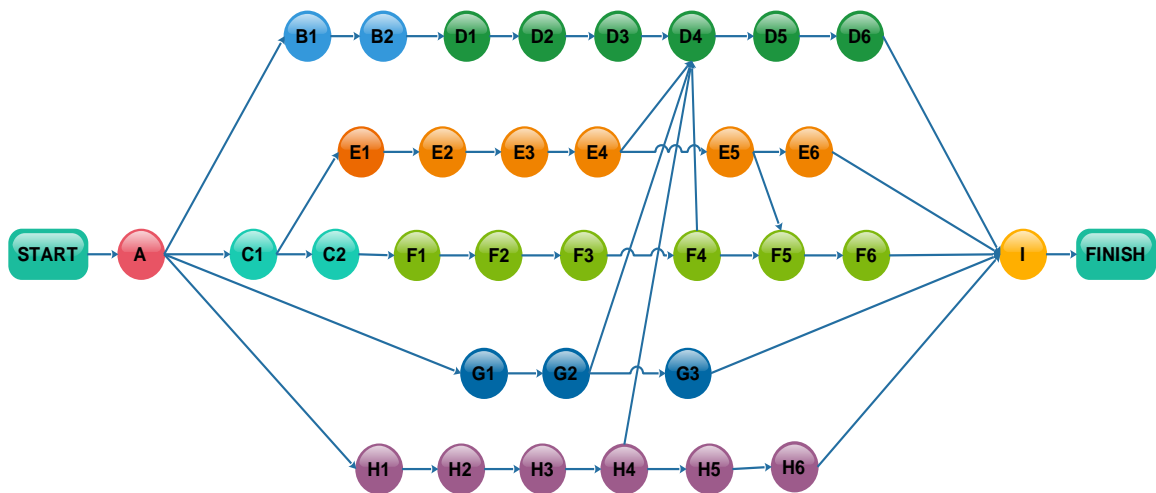 B1 B2 D1 D2 D3 D4 D5 D6
E1 E2 E3 E4 E5 E6
START A C1 C2 F1 F2 F3 F4 F5 F6 I FINISH
G1 G2 G3
H1 H2 H3 H4 H5 H6